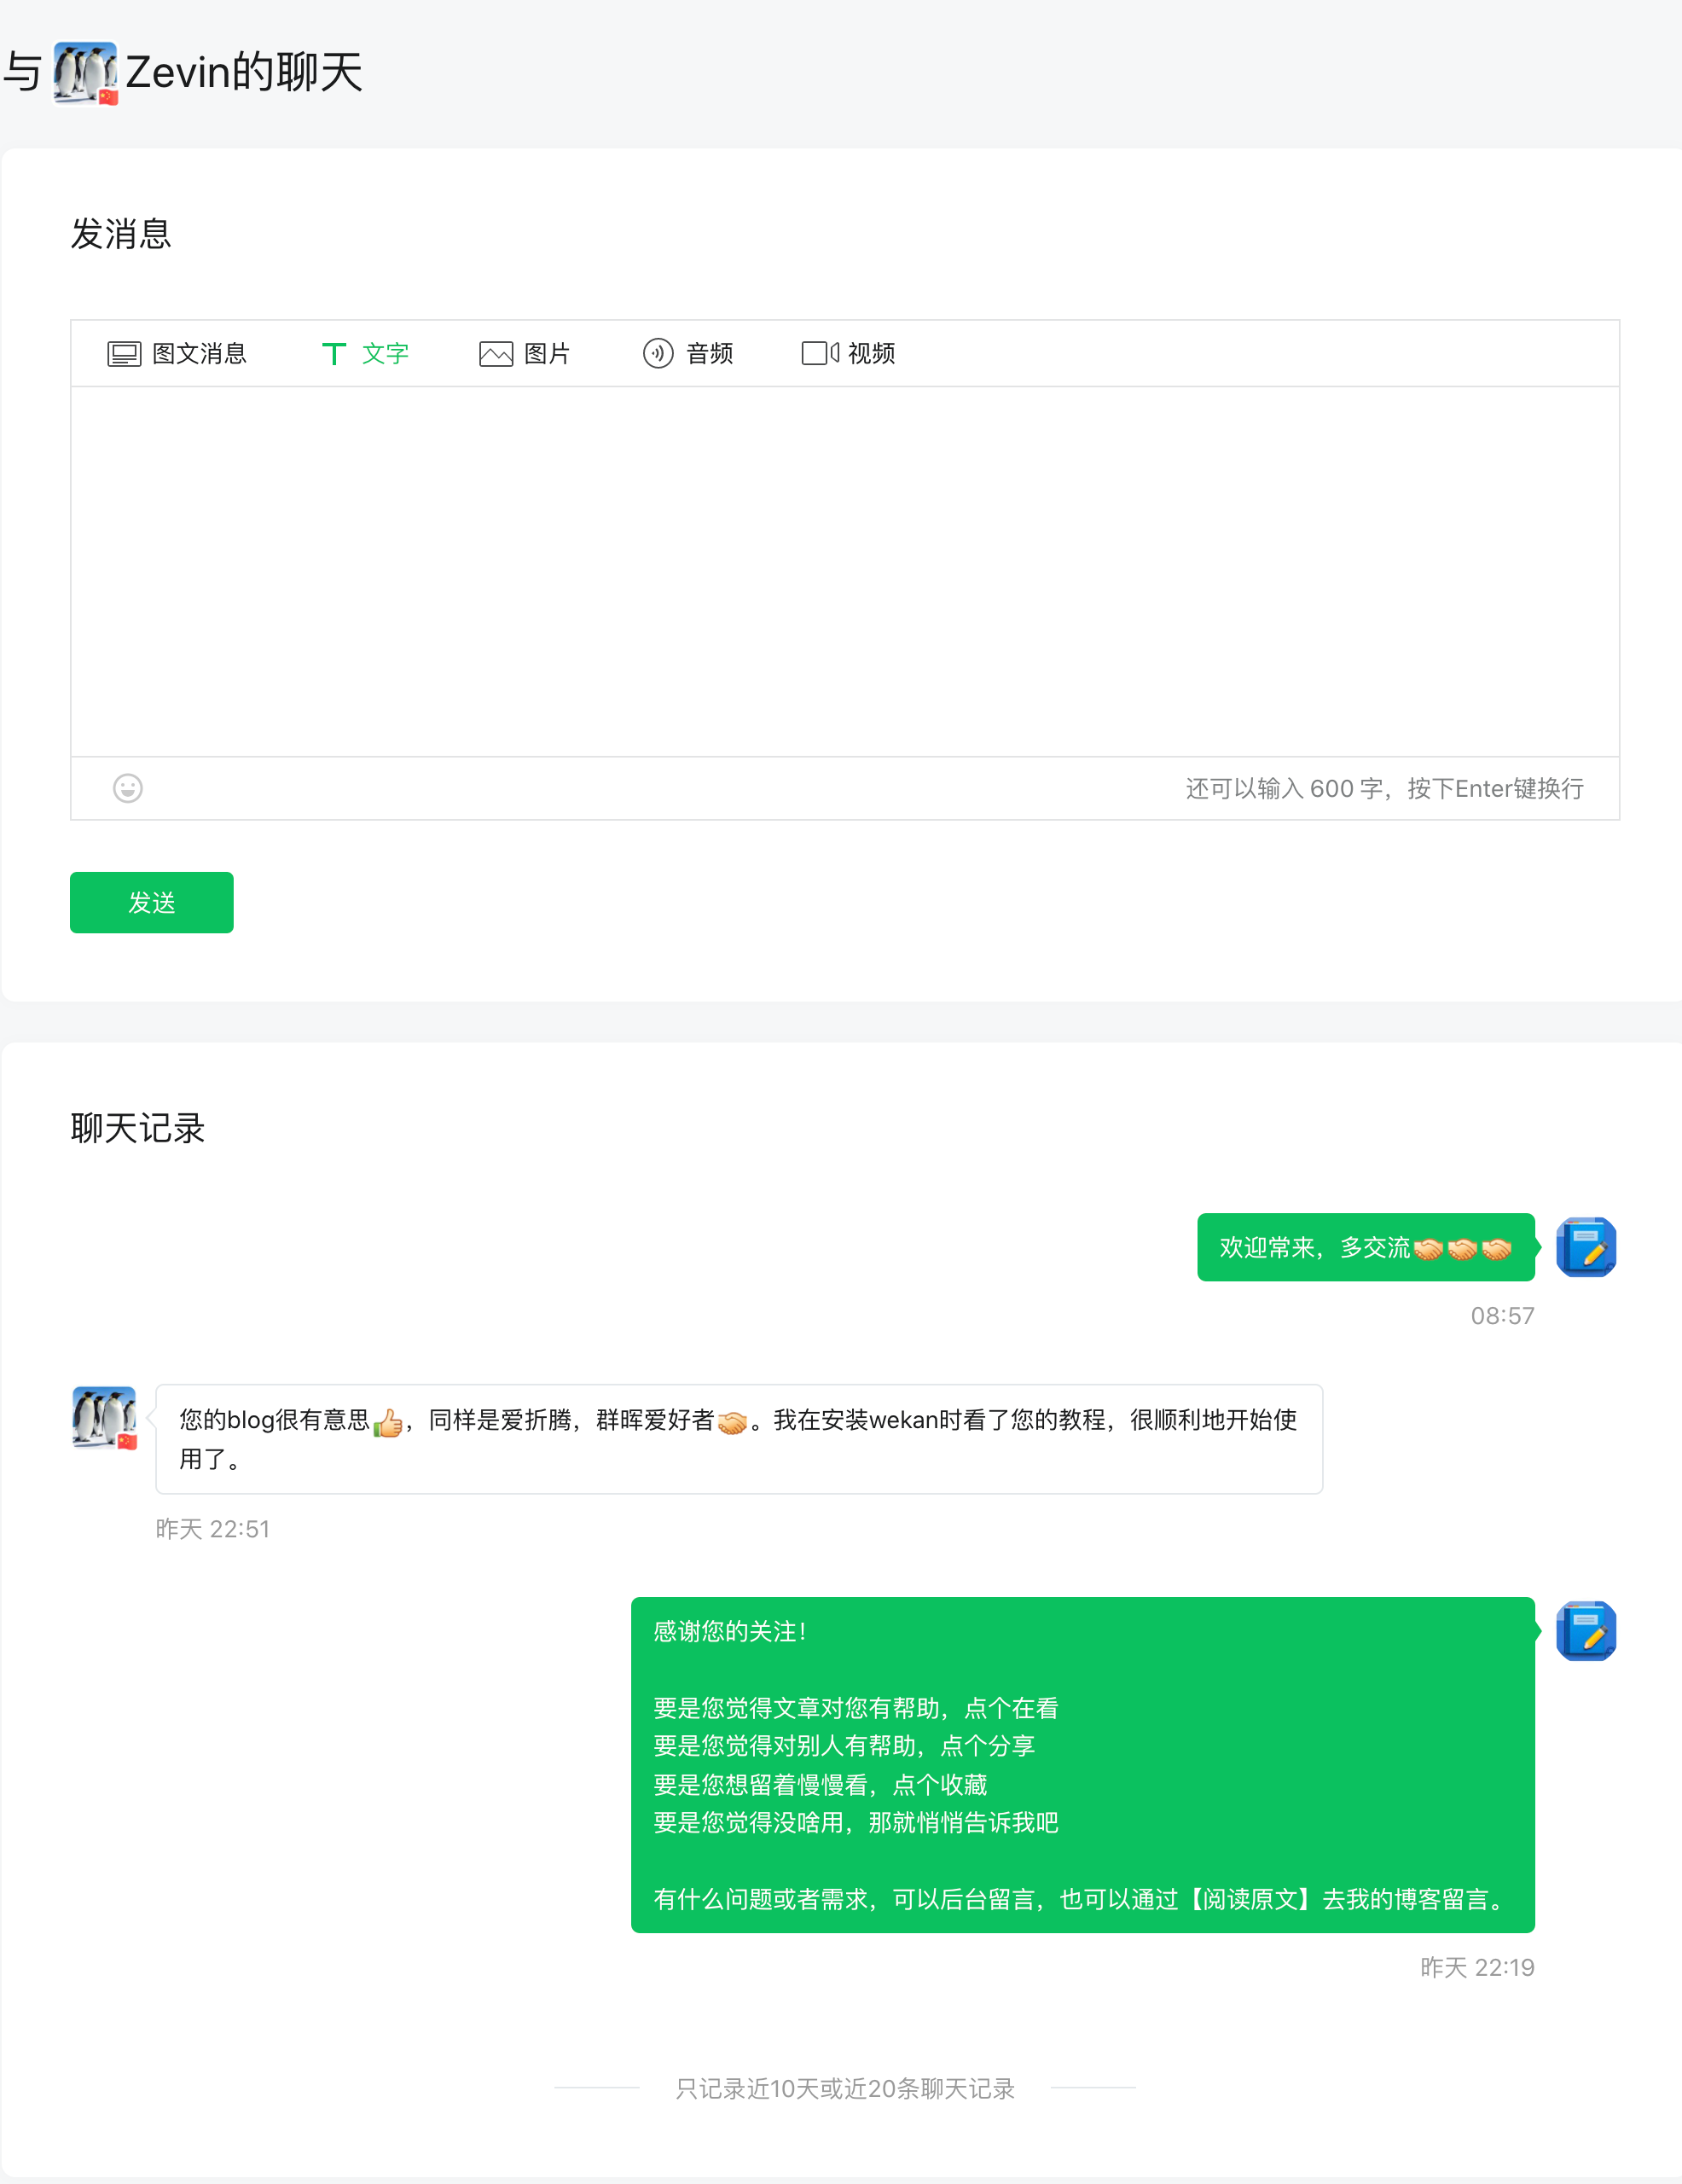 与 Zevin的聊天
发消息
图文消息 文字 图片 音频 视频
还可以输入 600 字，按下Enter键换行
发送
聊天记录
欢迎常来，多交流🤝🤝🤝
08:57
您的blog很有意思👍，同样是爱折腾，群晖爱好者🤝。我在安装wekan时看了您的教程，很顺利地开始使
用了。
昨天 22:51
感谢您的关注！
要是您觉得文章对您有帮助，点个在看
要是您觉得对别人有帮助，点个分享
要是您想留着慢慢看，点个收藏
要是您觉得没啥用，那就悄悄告诉我吧
有什么问题或者需求，可以后台留言，也可以通过【阅读原文】去我的博客留言。
昨天 22:19
只记录近10天或近20条聊天记录